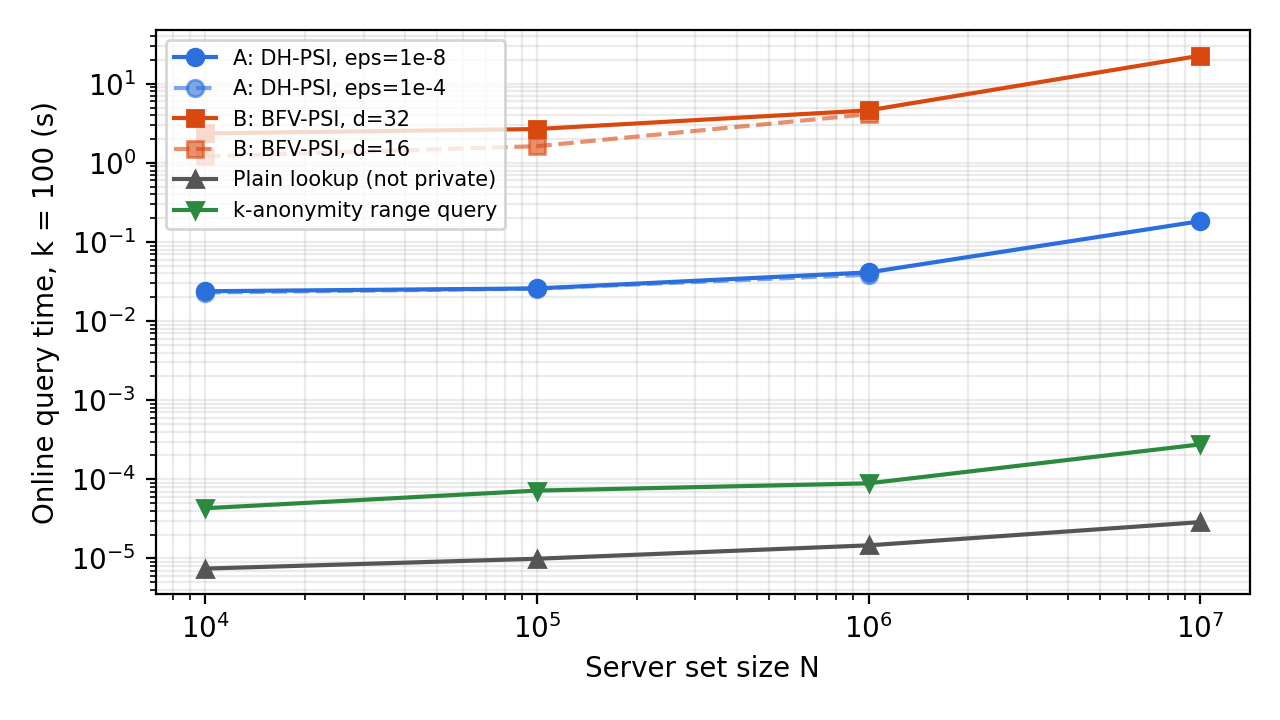 Online query time, k = 100 (s)
10^1
10^0
10^-1
10^-2
10^-3
10^-4
10^-5
A: DH-PSI, eps=1e-8
A: DH-PSI, eps=1e-4
B: BFV-PSI, d=32
B: BFV-PSI, d=16
Plain lookup (not private)
k-anonymity range query
10^4 10^5 10^6 10^7
Server set size N